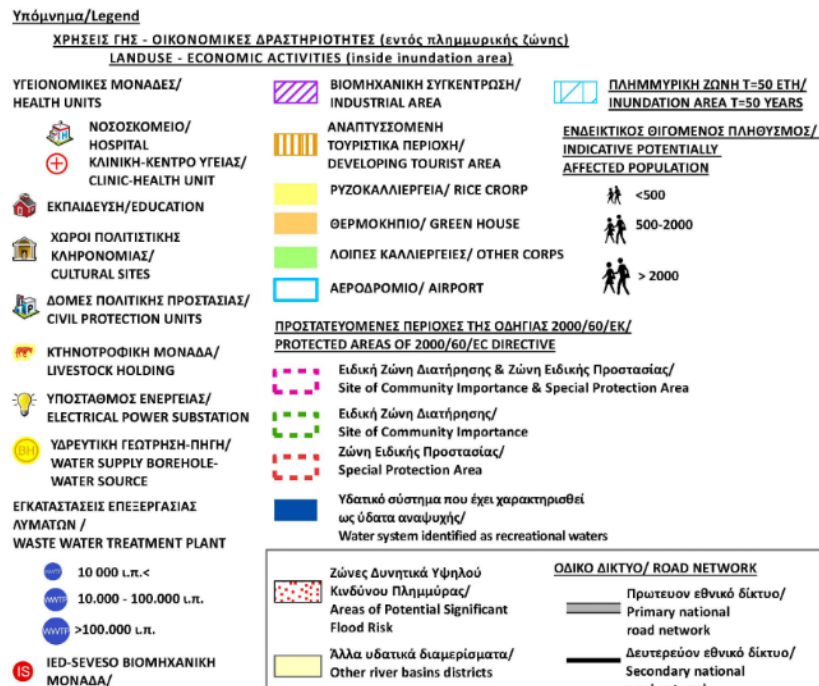 Υπόμνημα/Legend
ΧΡΗΣΕΙΣ ΓΗΣ - ΟΙΚΟΝΟΜΙΚΕΣ ΔΡΑΣΤΗΡΙΟΤΗΤΕΣ (εντός πλημμυρικής ζώνης)
LANDUSE - ECONOMIC ACTIVITIES (inside inundation area)
ΥΓΕΙΟΝΟΜΙΚΕΣ ΜΟΝΑΔΕΣ/
HEALTH UNITS
ΝΟΣΟΣΚΟΜΕΙΟ/
HOSPITAL
ΚΛΙΝΙΚΗ-ΚΕΝΤΡΟ ΥΓΕΙΑΣ/
CLINIC-HEALTH UNIT
ΕΚΠΑΙΔΕΥΣΗ/EDUCATION
ΧΩΡΟΙ ΠΟΛΙΤΙΣΤΙΚΗΣ
ΚΛΗΡΟΝΟΜΙΑΣ/
CULTURAL SITES
ΔΟΜΕΣ ΠΟΛΙΤΙΚΗΣ ΠΡΟΣΤΑΣΙΑΣ/
CIVIL PROTECTION UNITS
ΚΤΗΝΟΤΡΟΦΙΚΗ ΜΟΝΑΔΑ/
LIVESTOCK HOLDING
ΥΠΟΣΤΑΘΜΟΣ ΕΝΕΡΓΕΙΑΣ/
ELECTRICAL POWER SUBSTATION
BH
ΥΔΡΕΥΤΙΚΗ ΓΕΩΤΡΗΣΗ-ΠΗΓΗ/
WATER SUPPLY BOREHOLE-
WATER SOURCE
ΕΓΚΑΤΑΣΤΑΣΕΙΣ ΕΠΕΞΕΡΓΑΣΙΑΣ
ΛΥΜΑΤΩΝ /
WASTE WATER TREATMENT PLANT
WWTP 10 000 ι.π.<
WWTP 10.000 - 100.000 ι.π.
WWTP >100.000 ι.π.
IS IED-SEVESO ΒΙΟΜΗΧΑΝΙΚΗ
ΜΟΝΑΔΑ/
ΒΙΟΜΗΧΑΝΙΚΗ ΣΥΓΚΕΝΤΡΩΣΗ/
INDUSTRIAL AREA
ΑΝΑΠΤΥΣΣΟΜΕΝΗ
ΤΟΥΡΙΣΤΙΚΑ ΠΕΡΙΟΧΗ/
DEVELOPING TOURIST AREA
ΡΥΖΟΚΑΛΛΙΕΡΓΕΙΑ/ RICE CRORP
ΘΕΡΜΟΚΗΠΙΟ/ GREEN HOUSE
ΛΟΙΠΕΣ ΚΑΛΛΙΕΡΓΕΙΕΣ/ OTHER CORPS
ΑΕΡΟΔΡΟΜΙΟ/ AIRPORT
ΠΛΗΜΜΥΡΙΚΗ ΖΩΝΗ Τ=50 ΕΤΗ/
INUNDATION AREA T=50 YEARS
ΕΝΔΕΙΚΤΙΚΟΣ ΘΙΓΟΜΕΝΟΣ ΠΛΗΘΥΣΜΟΣ/
INDICATIVE POTENTIALLY
AFFECTED POPULATION
<500
500-2000
> 2000
ΠΡΟΣΤΑΤΕΥΟΜΕΝΕΣ ΠΕΡΙΟΧΕΣ ΤΗΣ ΟΔΗΓΙΑΣ 2000/60/ΕΚ/
PROTECTED AREAS OF 2000/60/EC DIRECTIVE
Ειδική Ζώνη Διατήρησης & Ζώνη Ειδικής Προστασίας/
Site of Community Importance & Special Protection Area
Ειδική Ζώνη Διατήρησης/
Site of Community Importance
Ζώνη Ειδικής Προστασίας/
Special Protection Area
Υδατικό σύστημα που έχει χαρακτηρισθεί
ως ύδατα αναψυχής/
Water system identified as recreational waters
Ζώνες Δυνητικά Υψηλού
Κινδύνου Πλημμύρας/
Areas of Potential Significant
Flood Risk
Άλλα υδατικά διαμερίσματα/
Other river basins districts
ΟΔΙΚΟ ΔΙΚΤΥΟ/ ROAD NETWORK
Πρωτευον εθνικό δίκτυο/
Primary national
road network
Δευτερεύον εθνικό δίκτυο/
Secondary national